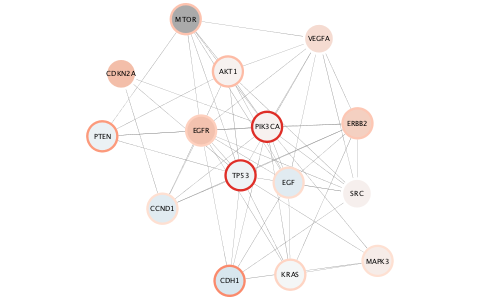 MTOR
VEGFA
AKT1
CDKN2A
PIK3CA
ERBB2
EGFR
PTEN
TP53
EGF
SRC
CCND1
MAPK3
CDH1
KRAS